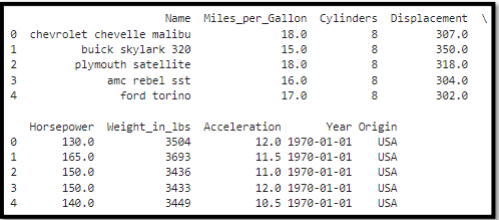 Name Miles_per_Gallon Cylinders Displacement \
0 chevrolet chevelle malibu 18.0 8 307.0
1 buick skylark 320 15.0 8 350.0
2 plymouth satellite 18.0 8 318.0
3 amc rebel sst 16.0 8 304.0
4 ford torino 17.0 8 302.0
Horsepower Weight_in_lbs Acceleration Year Origin
0 130.0 3504 12.0 1970-01-01 USA
1 165.0 3693 11.5 1970-01-01 USA
2 150.0 3436 11.0 1970-01-01 USA
3 150.0 3433 12.0 1970-01-01 USA
4 140.0 3449 10.5 1970-01-01 USA